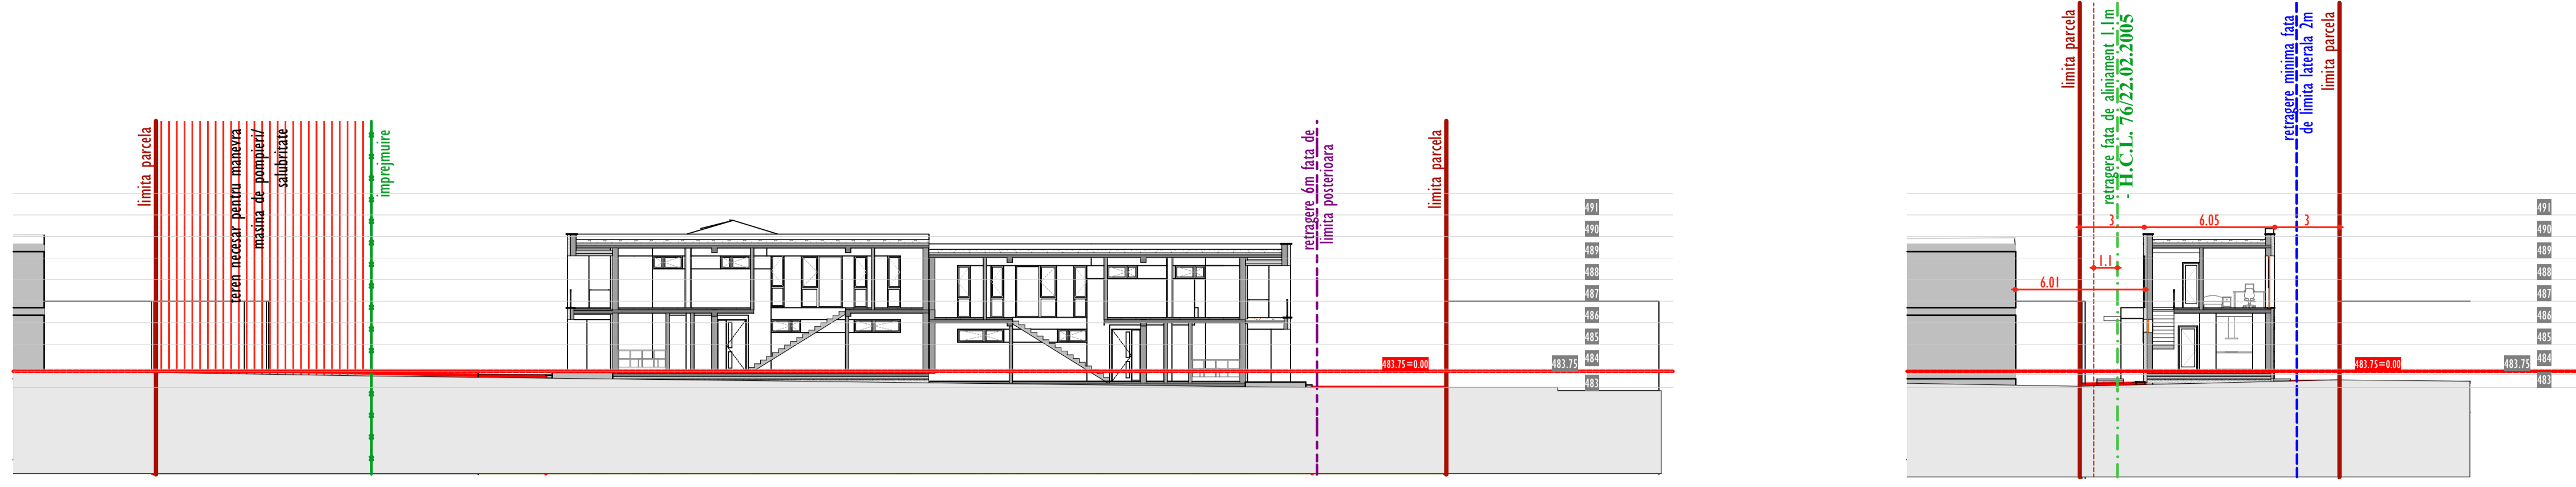 limita parcela
teren necesar pentru manevra
masina de pompieri/
salubritate
imprejmuire
retragere 6m fata de
limita posterioara
limita parcela
491
490
489
488
487
486
485
484
483
483.75=0.00
483.75
limita parcela
retragere fata de aliniament 1.1m
- H.C.L. 76/22.02.2005
retragere minima fata
de limita laterala 2m
limita parcela
3
6.05
3
1.1
6.01
491
490
489
488
487
486
485
484
483
483.75=0.00
483.75